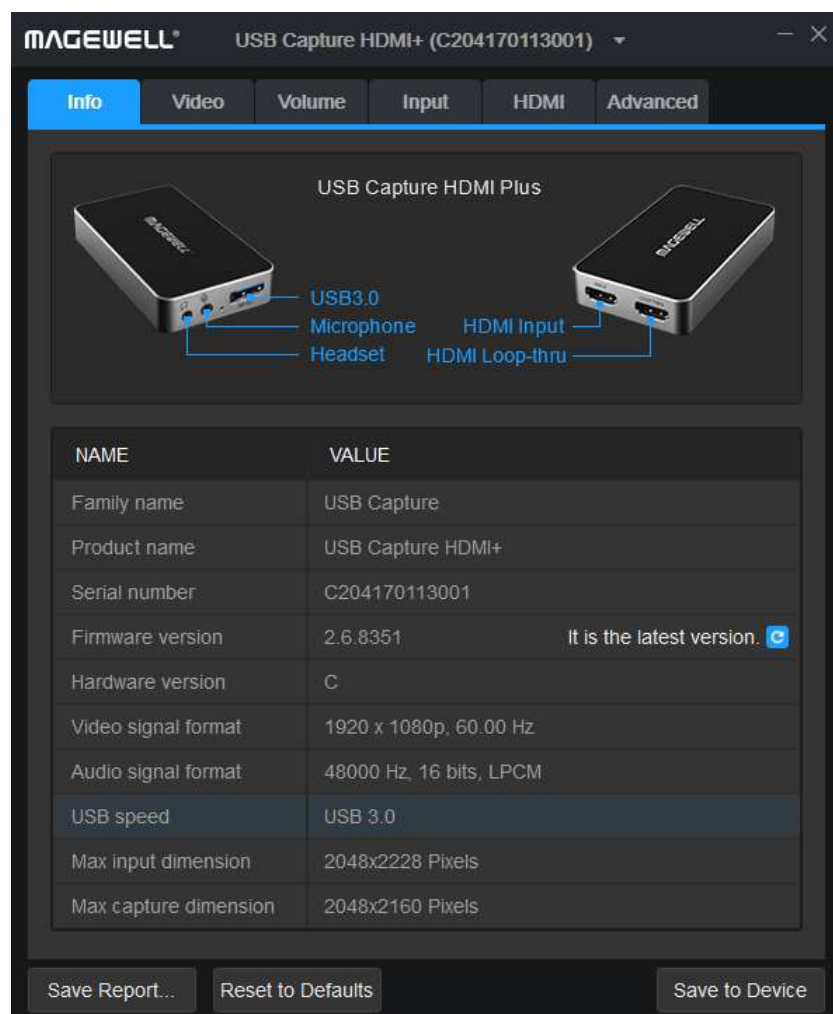 MAGEWELL® USB Capture HDMI+ (C204170113001)
Info Video Volume Input HDMI Advanced
USB Capture HDMI Plus
MAGEWELL
MAGEWELL
USB3.0
Microphone HDMI Input
Headset HDMI Loop-thru
NAME VALUE
Family name USB Capture
Product name USB Capture HDMI+
Serial number C204170113001
Firmware version 2.6.8351 It is the latest version.
Hardware version C
Video signal format 1920 x 1080p, 60.00 Hz
Audio signal format 48000 Hz, 16 bits, LPCM
USB speed USB 3.0
Max input dimension 2048x2228 Pixels
Max capture dimension 2048x2160 Pixels
Save Report... Reset to Defaults Save to Device